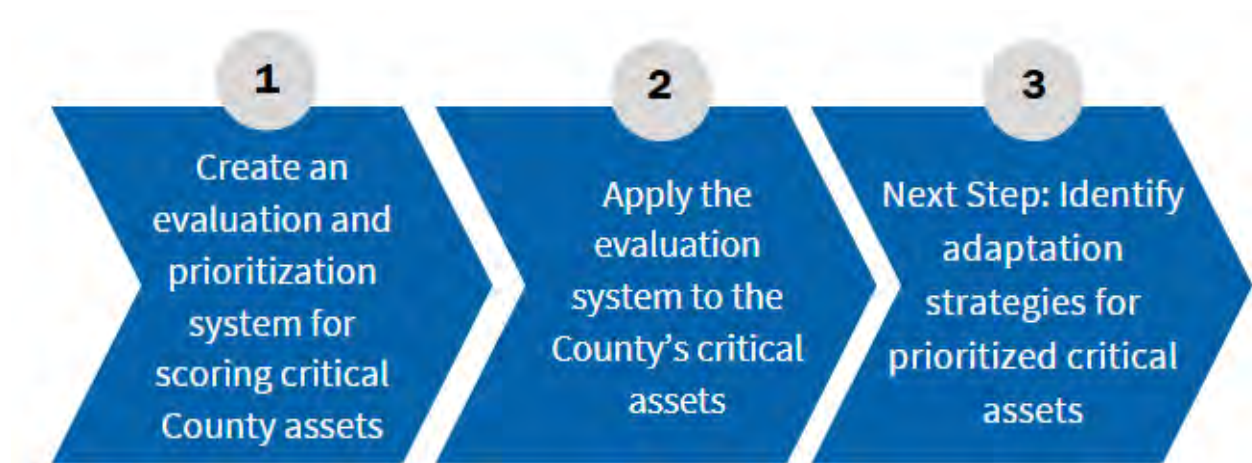 1
Create an
evaluation and
prioritization
system for
scoring critical
County assets
2
Apply the
evaluation
system to the
County’s critical
assets
3
Next Step: Identify
adaptation
strategies for
prioritized critical
assets